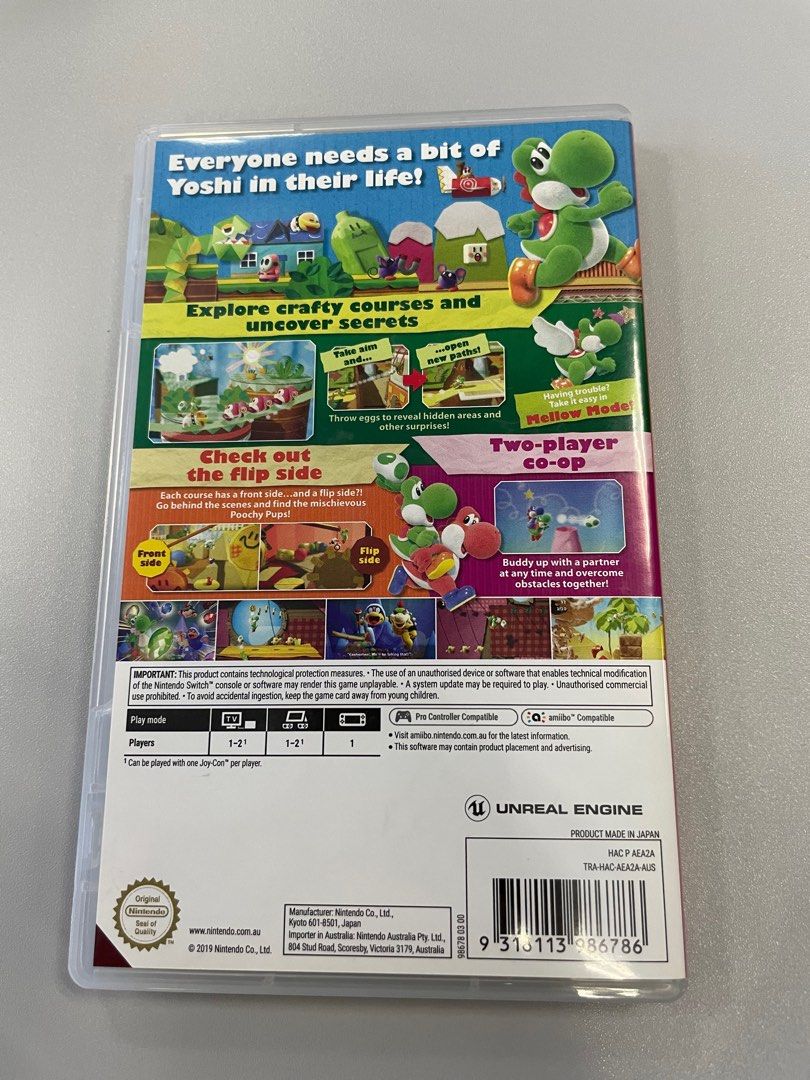 Everyone needs a bit of
Yoshi in their life!
Explore crafty courses and
uncover secrets
Take aim
and...
...open
new paths!
Throw eggs to reveal hidden areas and
other surprises!
Having trouble?
Take it easy in
Mellow Mode!
Check out
the flip side
Each course has a front side...and a flip side?!
Go behind the scenes and find the mischievous
Poochy Pups!
Front
side
Flip
side
Two-player
co-op
Buddy up with a partner
at any time and overcome
obstacles together!
IMPORTANT: This product contains technological protection measures. • The use of an unauthorised device or software that enables technical modification
of the Nintendo Switch™ console or software may render this game unplayable. • A system update may be required to play. • Unauthorised commercial
use prohibited. • To avoid accidental ingestion, keep the game card away from young children.
Play mode
TV
Players
1-2¹
1-2¹
1
¹ Can be played with one Joy-Con™ per player.
Pro Controller Compatible
amiibo™ Compatible
• Visit amiibo.nintendo.com.au for the latest information.
• This software may contain product placement and advertising.
UNREAL ENGINE
PRODUCT MADE IN JAPAN
HAC P AEA2A
TRA-HAC-AEA2A-AUS
9 318113 986786
98678 03 00
Original
Nintendo
Seal of
Quality
TM
www.nintendo.com.au
© 2019 Nintendo Co., Ltd.
Manufacturer: Nintendo Co., Ltd.,
Kyoto 601-8501, Japan
Importer in Australia: Nintendo Australia Pty. Ltd.,
804 Stud Road, Scoresby, Victoria 3179, Australia